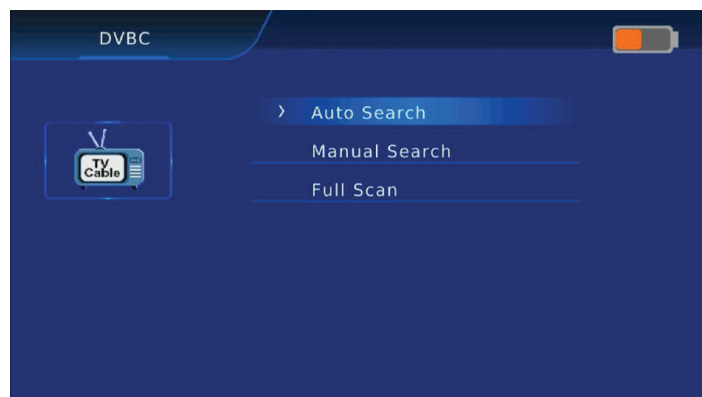 DVBC
Auto Search
TV
Cable
Manual Search
Full Scan